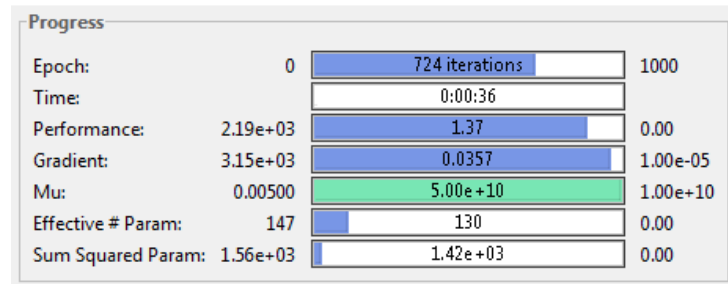 Progress
Epoch: 0 724 iterations 1000
Time: 0:00:36
Performance: 2.19e+03 1.37 0.00
Gradient: 3.15e+03 0.0357 1.00e-05
Mu: 0.00500 5.00e+10 1.00e+10
Effective # Param: 147 130 0.00
Sum Squared Param: 1.56e+03 1.42e+03 0.00